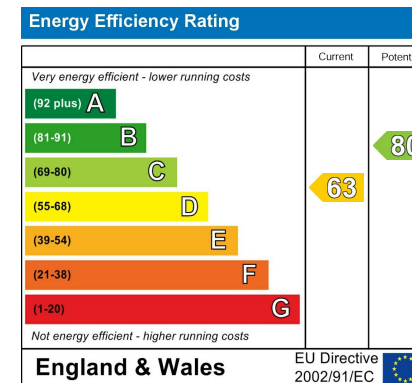 Energy Efficiency Rating
Current Potent
Very energy efficient - lower running costs
(92 plus) A
(81-91) B
(69-80) C
(55-68) D
(39-54) E
(21-38) F
(1-20) G
63
80
Not energy efficient - higher running costs
England & Wales
EU Directive
2002/91/EC